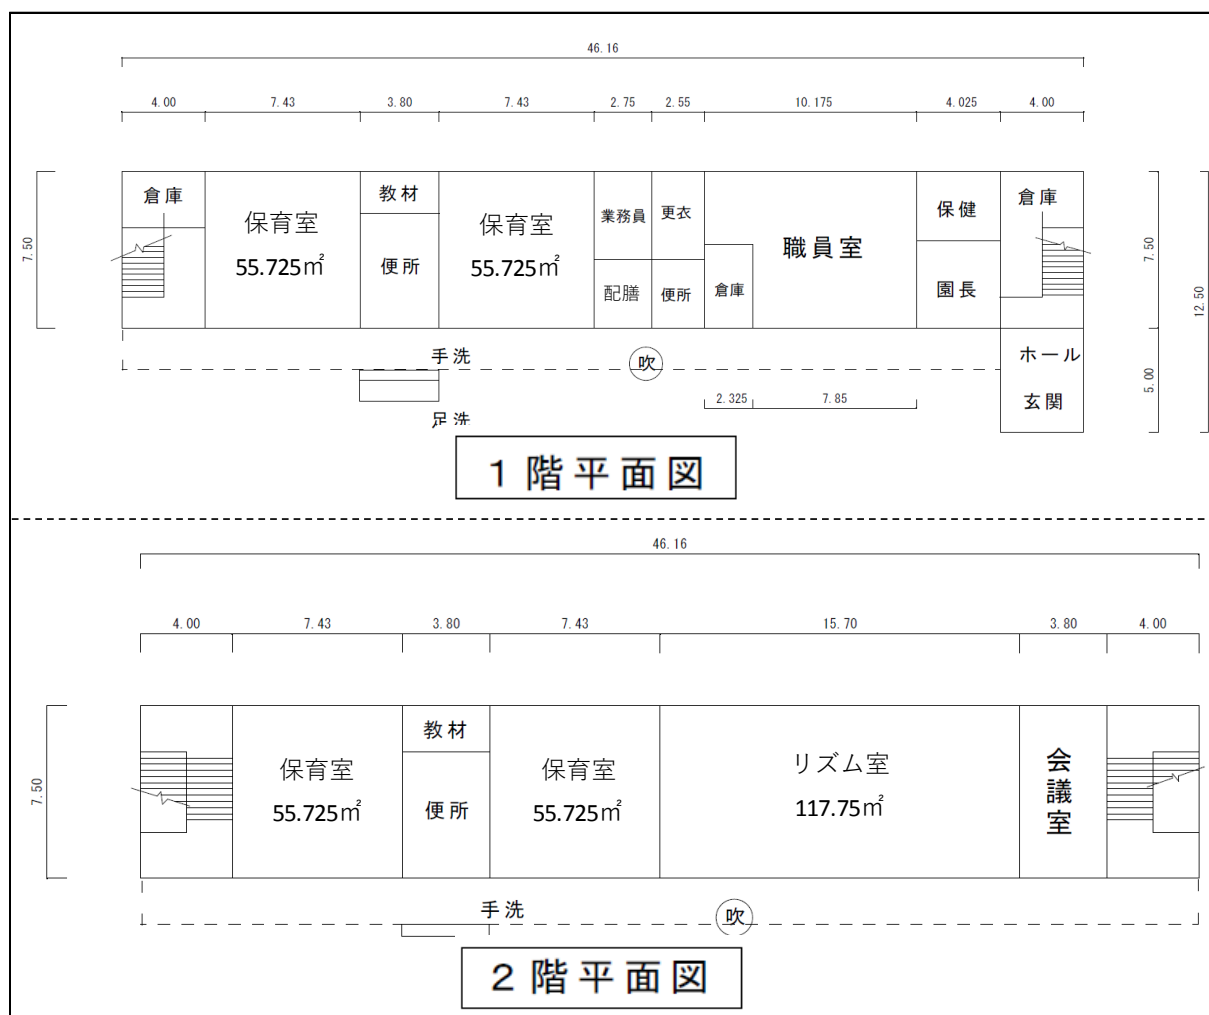 46.16
4.00 7.43 3.80 7.43 2.75 2.55 10.175 4.025 4.00
倉庫 保育室 教材 保育室 業務員 更衣 職員室 保健 倉庫
55.725㎡ 便所 55.725㎡ 配膳 便所 倉庫 園長
7.50
7.50
12.50
手洗 吹 ホール
玄関
5.00
2.325 7.85
足洗
1階平面図
46.16
4.00 7.43 3.80 7.43 15.70 3.80 4.00
7.50
教材
保育室 便所 保育室 リズム室 会議室
55.725㎡ 55.725㎡ 117.75㎡
手洗 吹
2階平面図